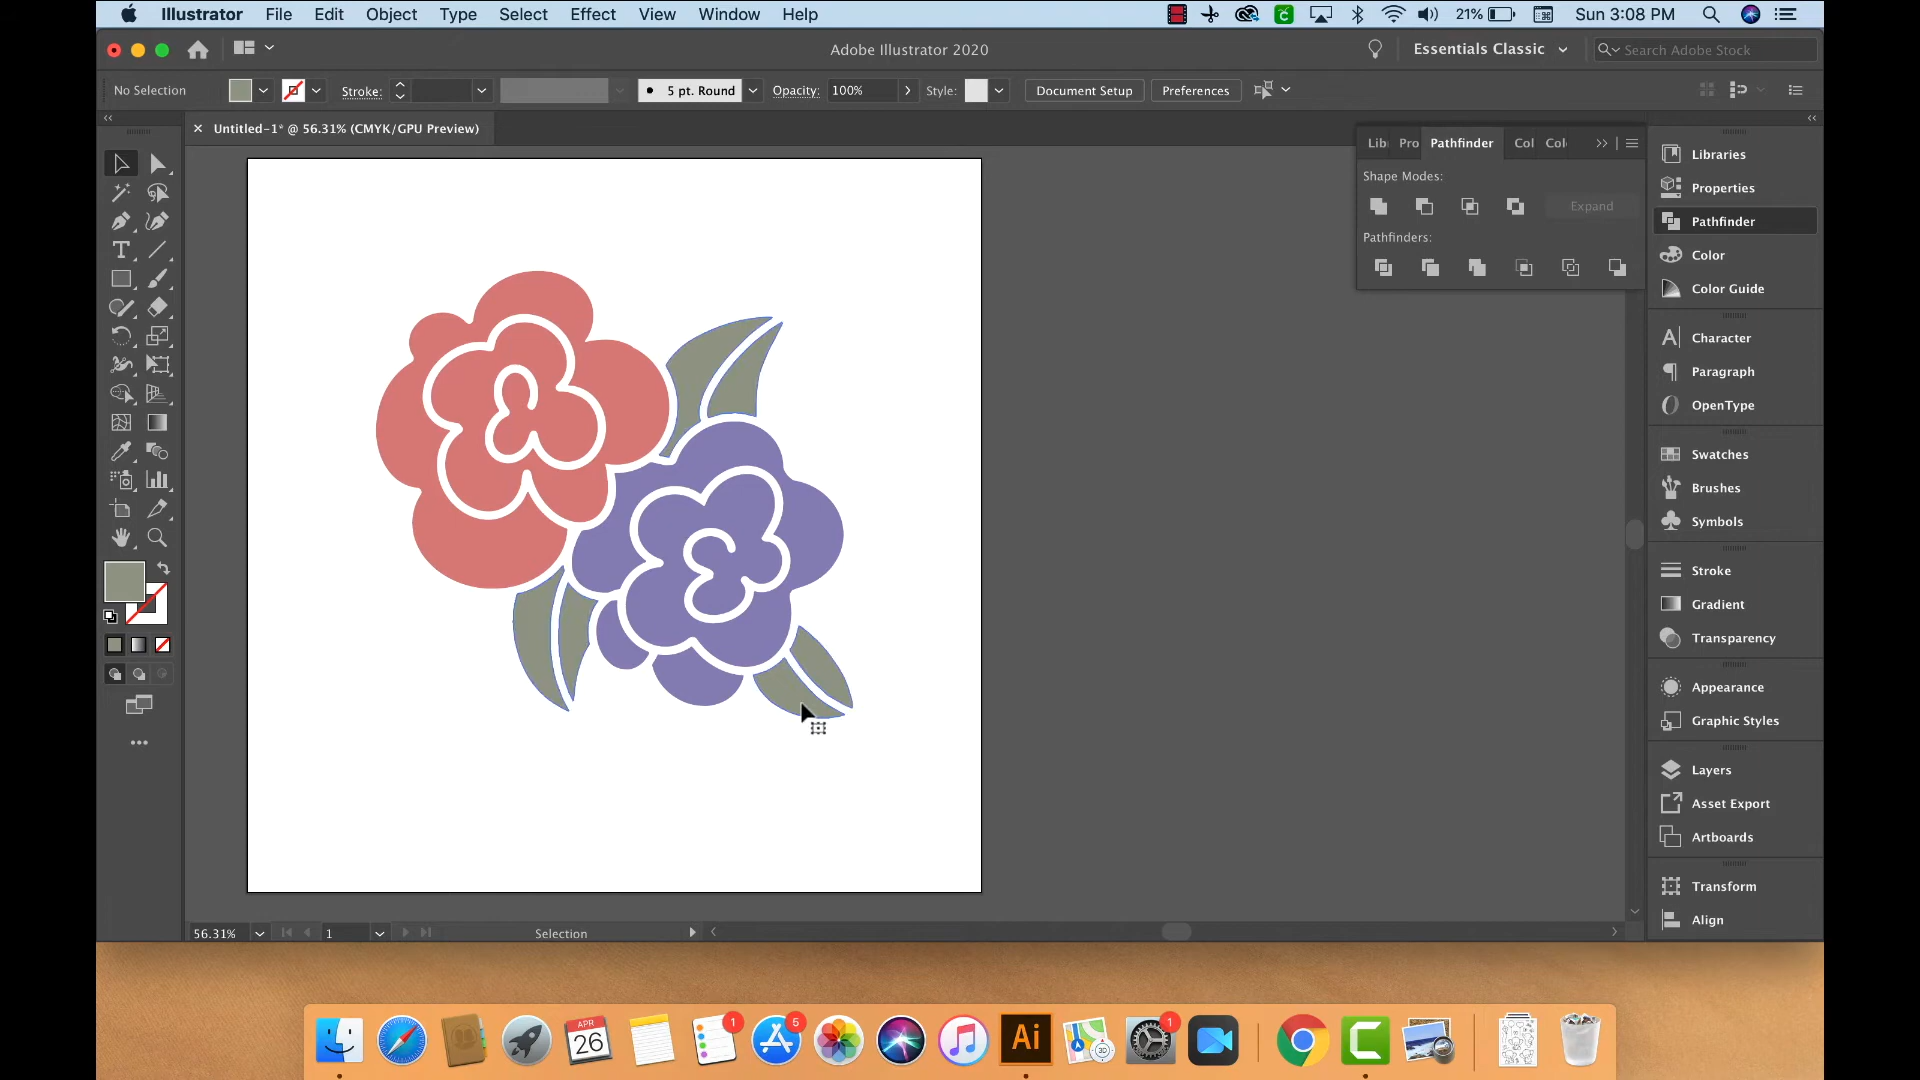 Illustrator File Edit Object Type Select Effect View Window Help 21% Sun 3:08 PM
Adobe Illustrator 2020 Essentials Classic Search Adobe Stock
No Selection Stroke: 5 pt. Round Opacity: 100% Style: Document Setup Preferences
Untitled-1* @ 56.31% (CMYK/GPU Preview)
Lib Pro Pathfinder Col Col
Shape Modes:
Expand
Pathfinders:
Libraries
Properties
Pathfinder
Color
Color Guide
Character
Paragraph
OpenType
Swatches
Brushes
Symbols
Stroke
Gradient
Transparency
Appearance
Graphic Styles
Layers
Asset Export
Artboards
Transform
Align
56.31% 1 Selection
APR
26
1
5
Ai
3D
1